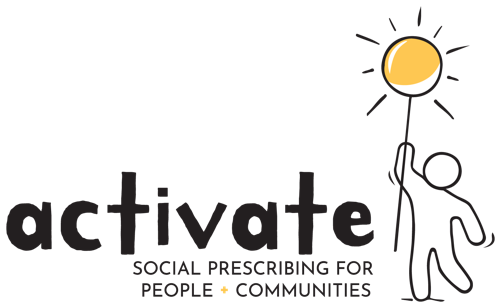 activate
SOCIAL PRESCRIBING FOR
PEOPLE + COMMUNITIES